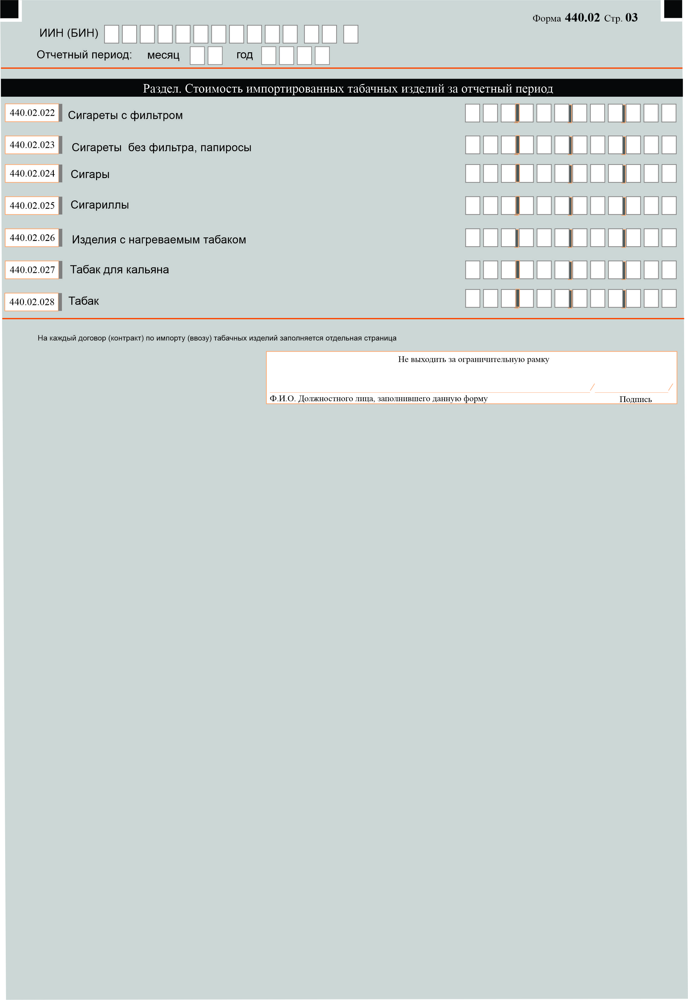 Форма 440.02 Стр. 03
ИИН (БИН)
Отчетный период: месяц год
Раздел. Стоимость импортированных табачных изделий за отчетный период
440.02.022 Сигареты с фильтром
440.02.023 Сигареты без фильтра, папиросы
440.02.024 Сигары
440.02.025 Сигариллы
440.02.026 Изделия с нагреваемым табаком
440.02.027 Табак для кальяна
440.02.028 Табак
На каждый договор (контракт) по импорту (ввозу) табачных изделий заполняется отдельная страница
Не выходить за ограничительную рамку
Ф.И.О. Должностного лица, заполнившего данную форму Подпись